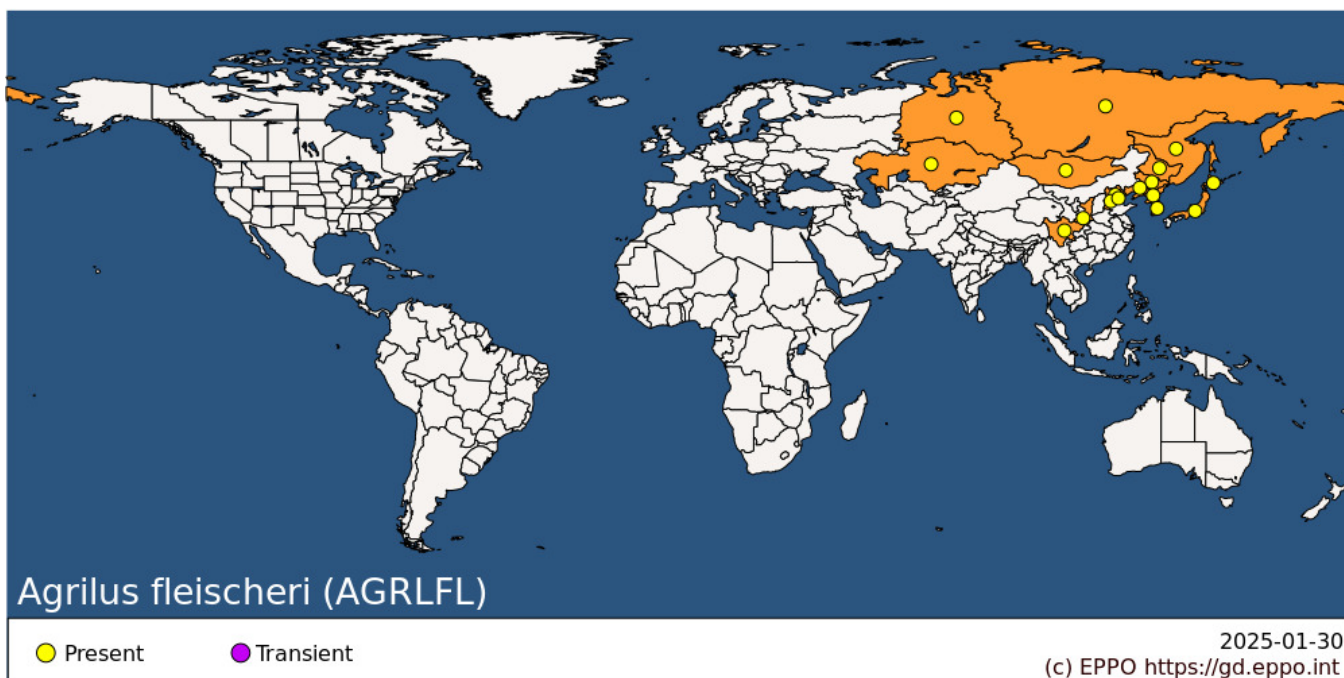 Agrilus fleischeri (AGRLFL)
Present
Transient
2025-01-30
(c) EPPO https://gd.eppo.int